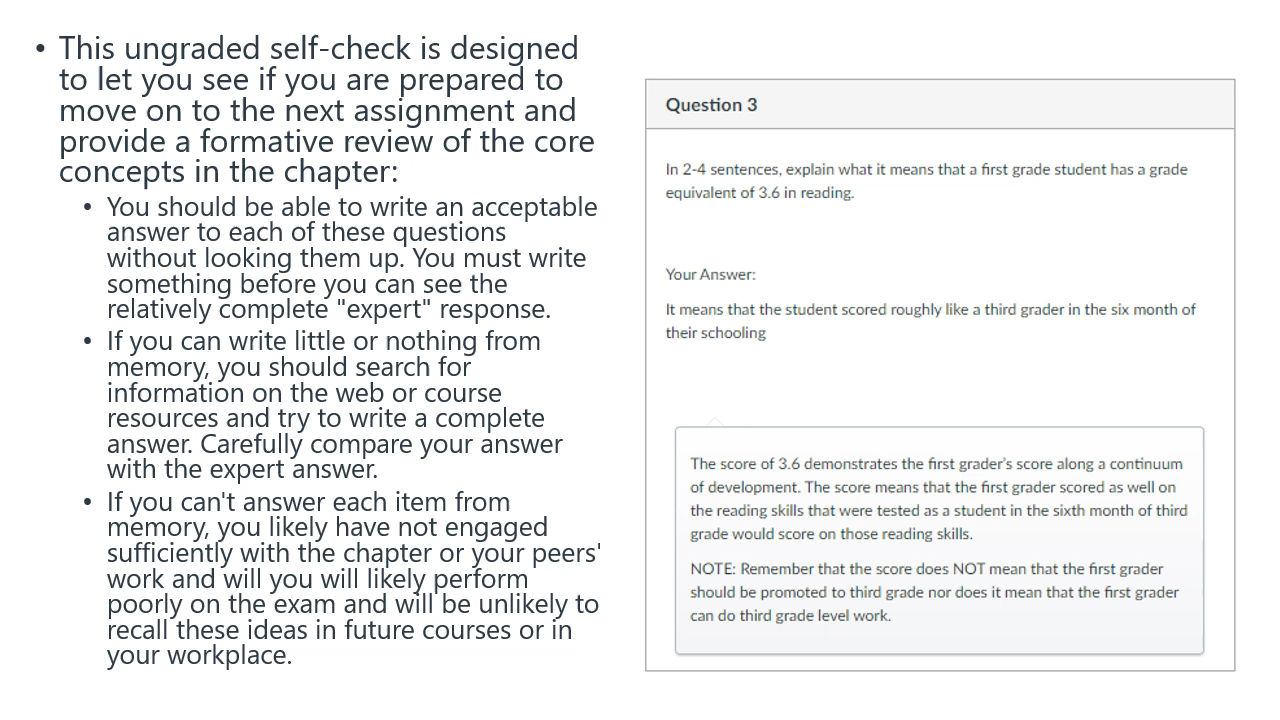 • This ungraded self-check is designed
to let you see if you are prepared to
move on to the next assignment and
provide a formative review of the core
concepts in the chapter:
• You should be able to write an acceptable
answer to each of these questions
without looking them up. You must write
something before you can see the
relatively complete "expert" response.
• If you can write little or nothing from
memory, you should search for
information on the web or course
resources and try to write a complete
answer. Carefully compare your answer
with the expert answer.
• If you can't answer each item from
memory, you likely have not engaged
sufficiently with the chapter or your peers'
work and will you will likely perform
poorly on the exam and will be unlikely to
recall these ideas in future courses or in
your workplace.
Question 3
In 2-4 sentences, explain what it means that a first grade student has a grade
equivalent of 3.6 in reading.
Your Answer:
It means that the student scored roughly like a third grader in the six month of
their schooling
The score of 3.6 demonstrates the first grader's score along a continuum
of development. The score means that the first grader scored as well on
the reading skills that were tested as a student in the sixth month of third
grade would score on those reading skills.
NOTE: Remember that the score does NOT mean that the first grader
should be promoted to third grade nor does it mean that the first grader
can do third grade level work.